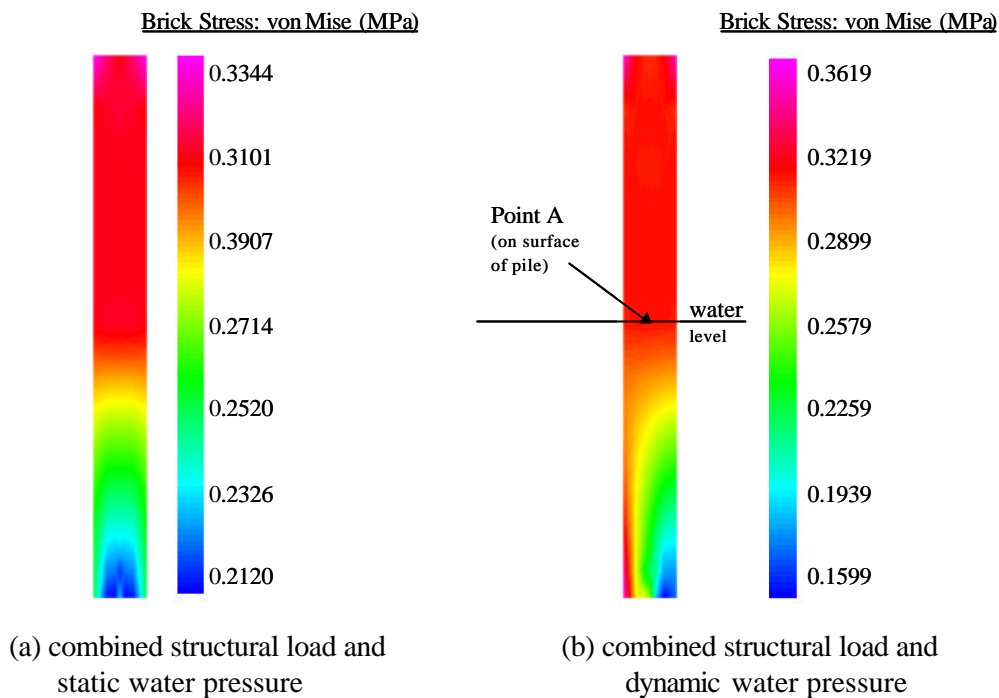 Brick Stress: von Mise (MPa)
0.3344
0.3101
0.3907
0.2714
0.2520
0.2326
0.2120
(a) combined structural load and
static water pressure
Brick Stress: von Mise (MPa)
0.3619
0.3219
0.2899
0.2579
0.2259
0.1939
0.1599
Point A
(on surface
of pile)
water
level
(b) combined structural load and
dynamic water pressure